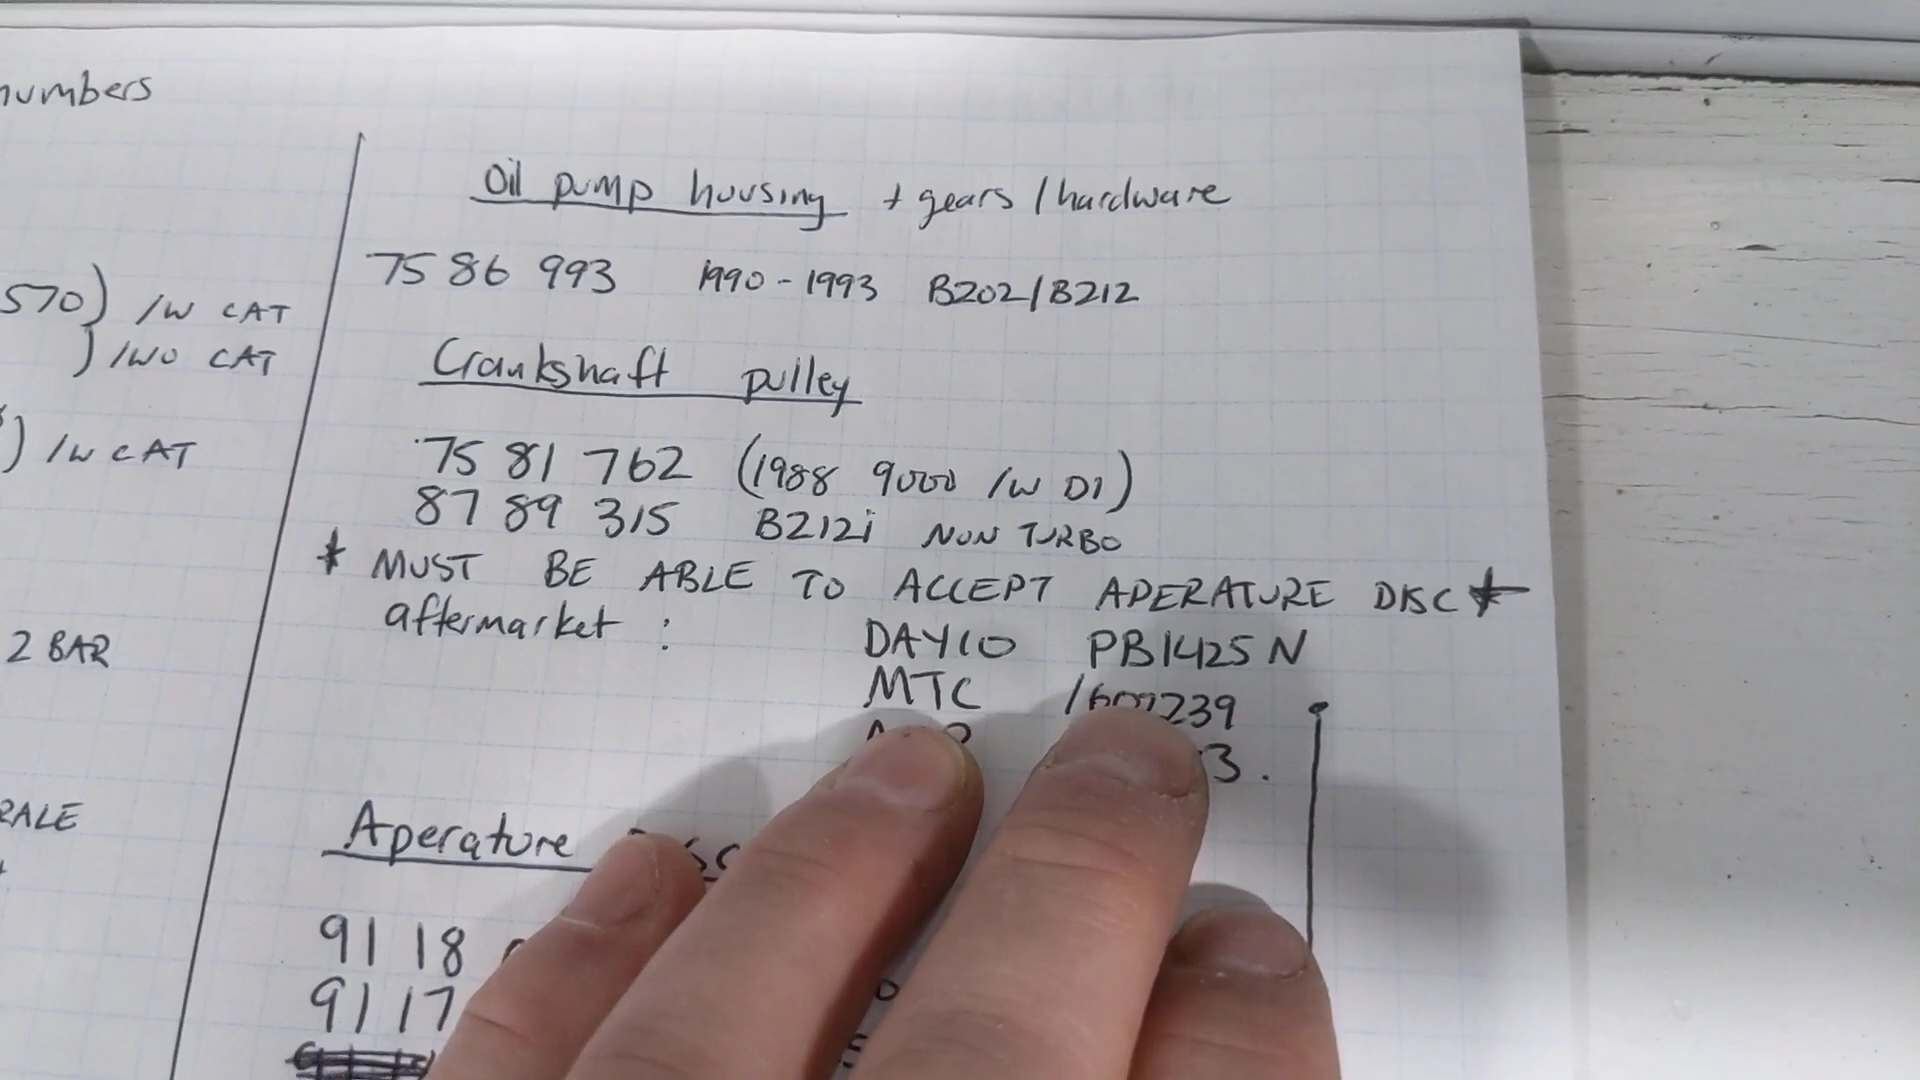 numbers
570) /W CAT
) /WO CAT
) /W CAT
2 BAR
Oil pump housing + gears / hardware
75 86 993 1990 - 1993 B202/B212
Crankshaft pulley
75 81 762 (1988 9000 /W DI)
87 89 315 B212i NON TURBO
* MUST BE ABLE TO ACCEPT APERATURE DISC *
aftermarket : DAYCO PB1425N
MTC
Aperature
91 18
91 17